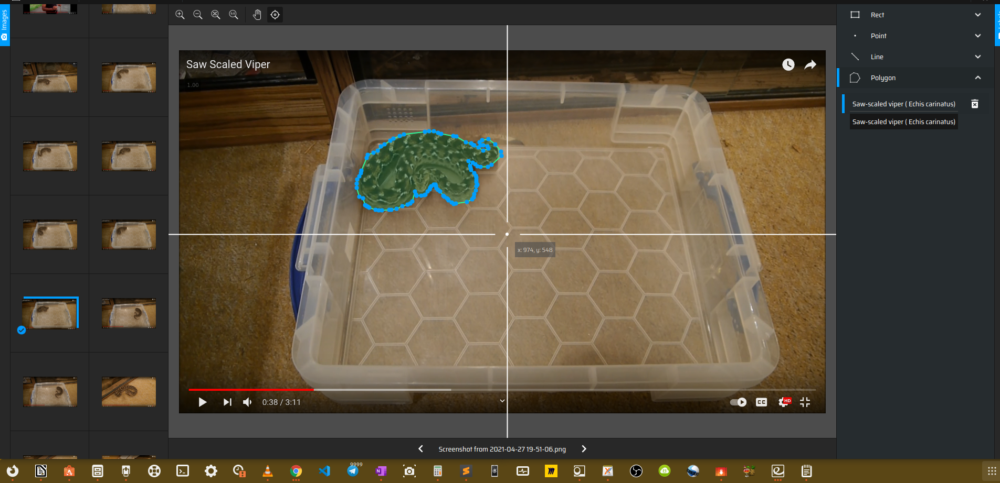 Images
Rect
Point
Line
Polygon
Saw-scaled viper ( Echis carinatus)
Saw-scaled viper ( Echis carinatus)
Saw Scaled Viper
1.00
x: 974, y: 548
0:38 / 3:11
CC
HD
Screenshot from 2021-04-27 19-51-06.png
9999